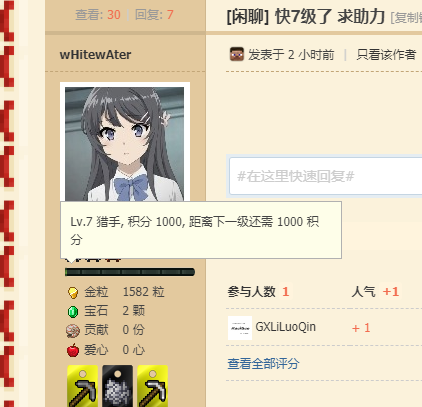 查看: 30 回复: 7
[闲聊] 快7级了 求助力 [复制链
wHitewAter
发表于 2 小时前 | 只看该作者
#在这里快速回复#
Lv.7 猎手, 积分 1000, 距离下一级还需 1000 积
分
金粒 1582 粒
宝石 2 颗
贡献 0 份
爱心 0 心
参与人数 1 人气 +1
GXLiLuoQin + 1
查看全部评分